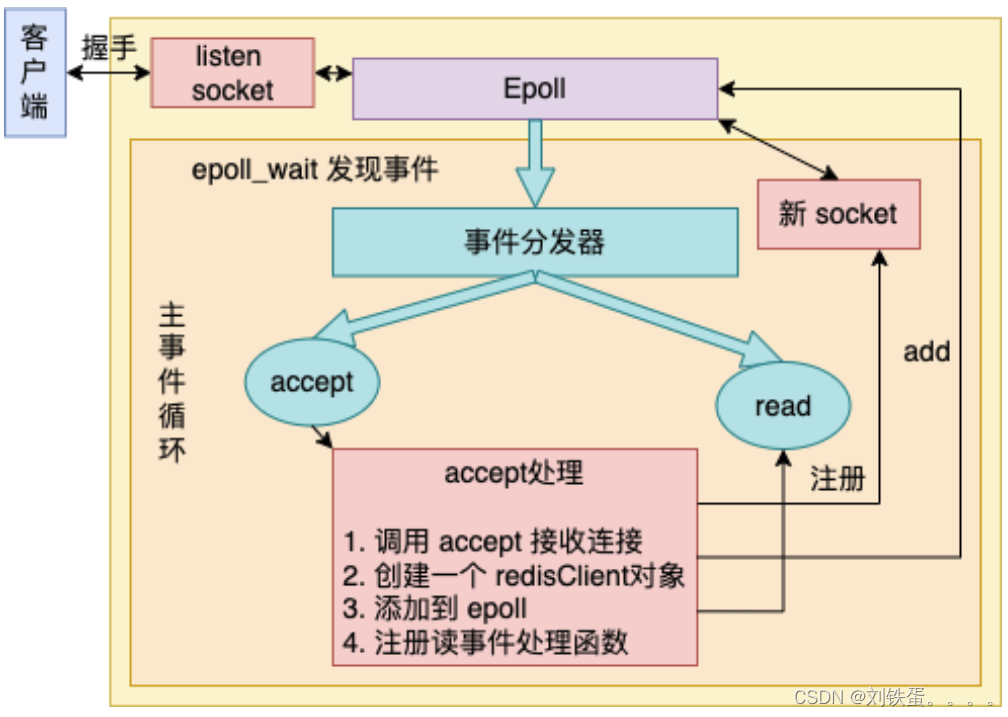 客户端
握手
listen
socket
Epoll
epoll_wait 发现事件
新 socket
事件分发器
主事件循环
add
accept
read
注册
accept处理
1. 调用 accept 接收连接
2. 创建一个 redisClient对象
3. 添加到 epoll
4. 注册读事件处理函数
CSDN @刘铁蛋。。。。